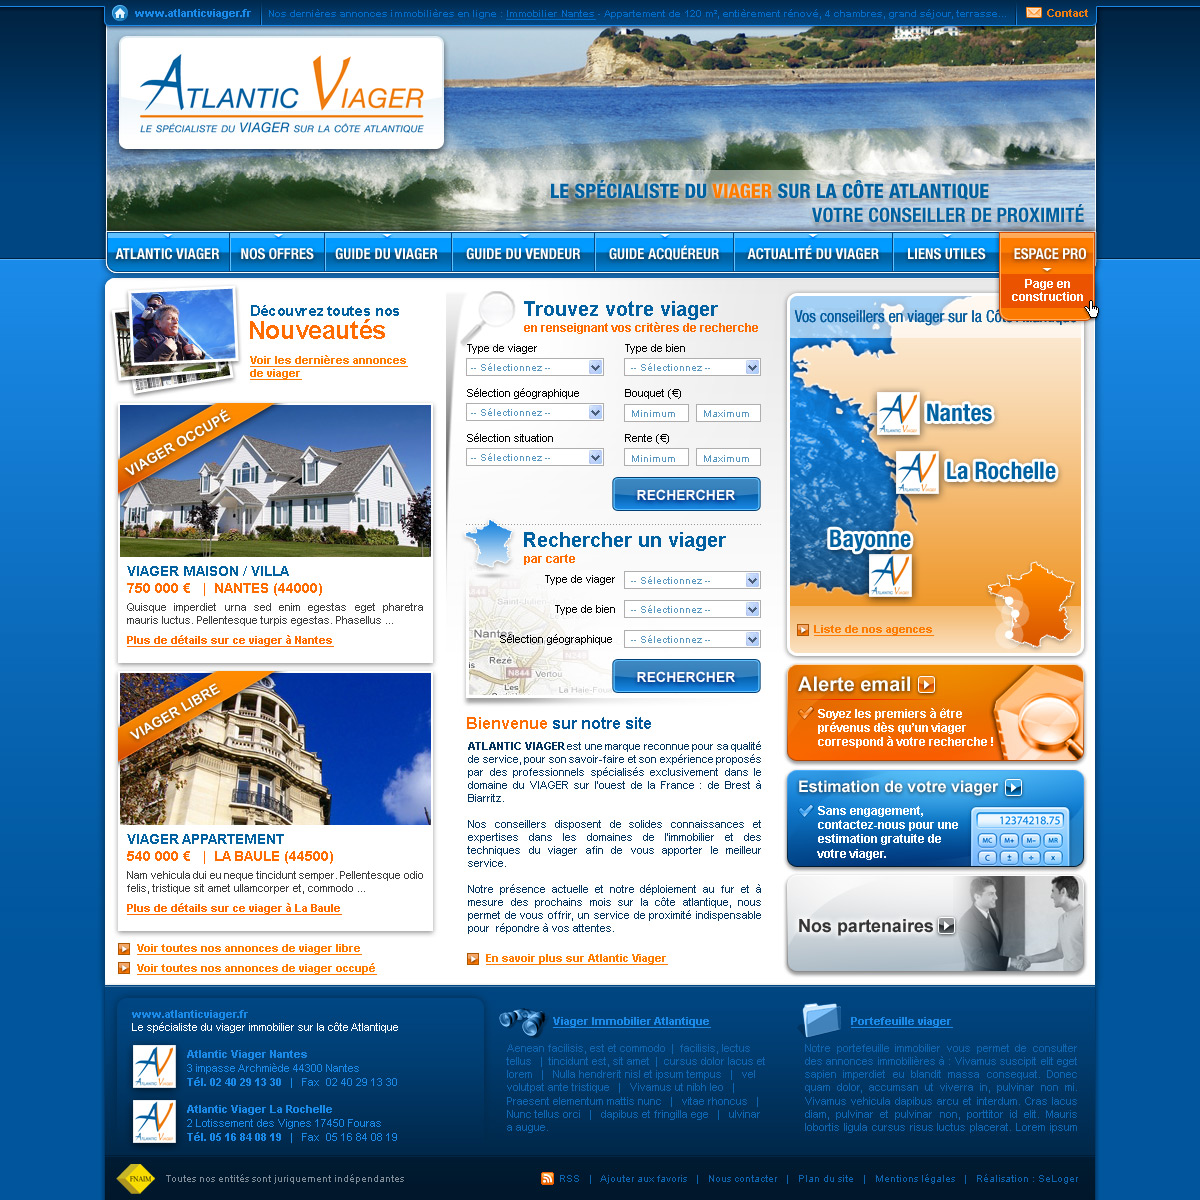 www.atlanticviager.fr
Nos dernières annonces immobilières en ligne : Immobilier Nantes - Appartement de 120 m², entièrement rénové, 4 chambres, grand séjour, terrasse...
Contact
ATLANTIC VIAGER
LE SPÉCIALISTE DU VIAGER SUR LA CÔTE ATLANTIQUE
LE SPÉCIALISTE DU VIAGER SUR LA CÔTE ATLANTIQUE
VOTRE CONSEILLER DE PROXIMITÉ
ATLANTIC VIAGER
NOS OFFRES
GUIDE DU VIAGER
GUIDE DU VENDEUR
GUIDE ACQUÉREUR
ACTUALITÉ DU VIAGER
LIENS UTILES
ESPACE PRO
Page en
construction
Découvrez toutes nos
Nouveautés
Voir les dernières annonces
de viager
VIAGER OCCUPÉ
VIAGER MAISON / VILLA
750 000 € | NANTES (44000)
Quisque imperdiet urna sed enim egestas eget pharetra
mauris luctus. Pellentesque turpis egestas. Phasellus ...
Plus de détails sur ce viager à Nantes
VIAGER LIBRE
VIAGER APPARTEMENT
540 000 € | LA BAULE (44500)
Nam vehicula dui eu neque tincidunt semper. Pellentesque odio
felis, tristique sit amet ullamcorper et, commodo ...
Plus de détails sur ce viager à La Baule
Voir toutes nos annonces de viager libre
Voir toutes nos annonces de viager occupé
Trouvez votre viager
en renseignant vos critères de recherche
Type de viager
Type de bien
-- Sélectionnez --
-- Sélectionnez --
Sélection géographique
Bouquet (€)
-- Sélectionnez --
Minimum
Maximum
Sélection situation
Rente (€)
-- Sélectionnez --
Minimum
Maximum
RECHERCHER
Rechercher un viager
par carte
Type de viager
-- Sélectionnez --
Type de bien
-- Sélectionnez --
Sélection géographique
-- Sélectionnez --
Saint-Julien
Nantes
Rezé
N249
N844
Vertou
Les
La Haie-Foua
RECHERCHER
Bienvenue sur notre site
ATLANTIC VIAGER est une marque reconnue pour sa qualité
de service, pour son savoir-faire et son expérience proposés
par des professionnels spécialisés exclusivement dans le
domaine du VIAGER sur l'ouest de la France : de Brest à
Biarritz.
Nos conseillers disposent de solides connaissances et
expertises dans les domaines de l'immobilier et des
techniques du viager afin de vous apporter le meilleur
service.
Notre présence actuelle et notre déploiement au fur et à
mesure des prochains mois sur la côte atlantique, nous
permet de vous offrir, un service de proximité indispensable
pour répondre à vos attentes.
En savoir plus sur Atlantic Viager
Vos conseillers en viager sur la Côte Atlantique
Nantes
La Rochelle
Bayonne
Liste de nos agences
Alerte email
Soyez les premiers à être
prévenus dès qu'un viager
correspond à votre recherche !
Estimation de votre viager
Sans engagement,
contactez-nous pour une
estimation gratuite de
votre viager.
12374218.75
MC M+ M- MR
C ± ÷ x
Nos partenaires
www.atlanticviager.fr
Le spécialiste du viager immobilier sur la côte Atlantique
Atlantic Viager Nantes
3 impasse Archmiède 44300 Nantes
Tél. 02 40 29 13 30 | Fax 02 40 29 13 30
Atlantic Viager La Rochelle
2 Lotissement des Vignes 17450 Fouras
Tél. 05 16 84 08 19 | Fax 05 16 84 08 19
Viager Immobilier Atlantique
Aenean facilisis, est et commodo | facilisis, lectus
tellus | tincidunt est, sit amet | cursus dolor lacus et
lorem | Nulla hendrerit nisl et ipsum tempus | vel
volutpat ante tristique | Vivamus ut nibh leo |
Praesent elementum mattis nunc | vitae rhoncus |
Nunc tellus orci | dapibus et fringilla ege | ulvinar
a augue.
Portefeuille viager
Notre portefeuille immobilier vous permet de consulter
des annonces immobilières à : Vivamus suscipit elit eget
sapien imperdiet eu blandit massa consequat. Donec
quam dolor, accumsan ut viverra in, pulvinar non mi.
Vivamus vehicula dapibus arcu et interdum. Cras lacus
diam, pulvinar et pulvinar non, porttitor id elit. Mauris
lobortis ligula cursus risus luctus placerat. Lorem ipsum
FNAIM
Toutes nos entités sont juriquement indépendantes
RSS | Ajouter aux favoris | Nous contacter | Plan du site | Mentions légales | Réalisation : SeLoger